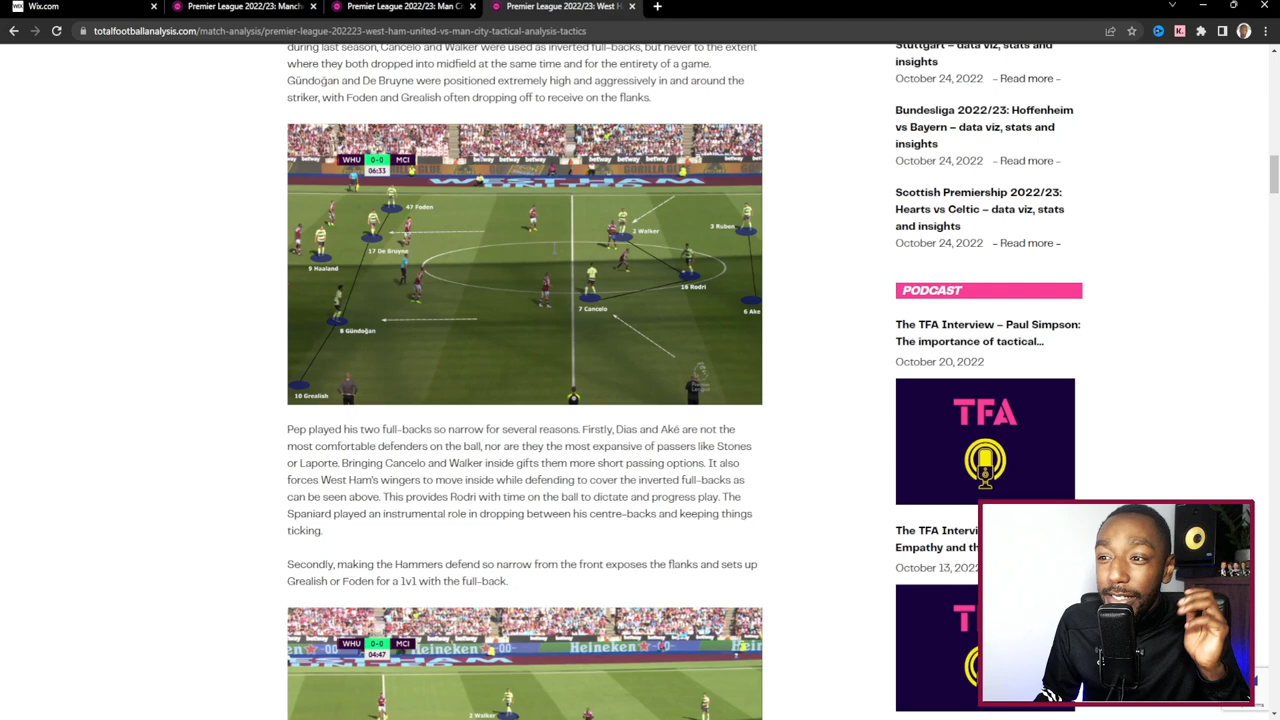 Wix.com
Premier League 2022/23: Manch
Premier League 2022/23: Man C
Premier League 2022/23: West H
totalfootballanalysis.com/match-analysis/premier-league-202223-west-ham-united-vs-man-city-tactical-analysis-tactics
during last season, Cancelo and Walker were used as inverted full-backs, but never to the extent
where they both dropped into midfield at the same time and for the entirety of a game.
Gündoğan and De Bruyne were positioned extremely high and aggressively in and around the
striker, with Foden and Grealish often dropping off to receive on the flanks.
WHU 0-0 MCI
06:33
betway
GORILLA GLUE
47 Foden
17 De Bruyne
9 Haaland
8 Gündoğan
10 Grealish
2 Walker
3 Ruben
16 Rodri
7 Cancelo
6 Ake
Premier
League
Pep played his two full-backs so narrow for several reasons. Firstly, Dias and Aké are not the
most comfortable defenders on the ball, nor are they the most expansive of passers like Stones
or Laporte. Bringing Cancelo and Walker inside gifts them more short passing options. It also
forces West Ham's wingers to move inside while defending to cover the inverted full-backs as
can be seen above. This provides Rodri with time on the ball to dictate and progress play. The
Spaniard played an instrumental role in dropping between his centre-backs and keeping things
ticking.
Secondly, making the Hammers defend so narrow from the front exposes the flanks and sets up
Grealish or Foden for a 1v1 with the full-back.
WHU 0-0 MCI
04:47
Heineken
Heineken
2 Walker
Stuttgart – data viz, stats and
insights
October 24, 2022 - Read more -
Bundesliga 2022/23: Hoffenheim
vs Bayern – data viz, stats and
insights
October 24, 2022 - Read more -
Scottish Premiership 2022/23:
Hearts vs Celtic – data viz, stats
and insights
October 24, 2022 - Read more -
PODCAST
The TFA Interview – Paul Simpson:
The importance of tactical...
October 20, 2022
TFA
The TFA Intervi
Empathy and th
October 13, 2022